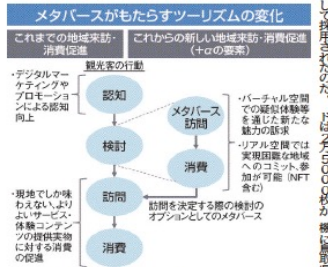 メタバースがもたらすツーリズムの変化
これまでの地域来訪・
消費促進
これからの新しい地域来訪・消費促進
(+αの要素)
観光客の行動
・デジタルマー
ケティングや
プロモーショ
ンによる認知
向上
認知
検討
訪問
消費
メタバース
訪問
消費
・バーチャル空間
での疑似体験等
を通じた新たな
魅力の訴求
・リアル空間では
実現困難な地域
へのコミット、参
加が可能(NFT
含む)
・現地でしか味
わえない、より
よいサービス・
体験コンテン
ツの提供実物
に対する消費
の促進
訪問を決定する際の検討の
オプションとしてのメタバース